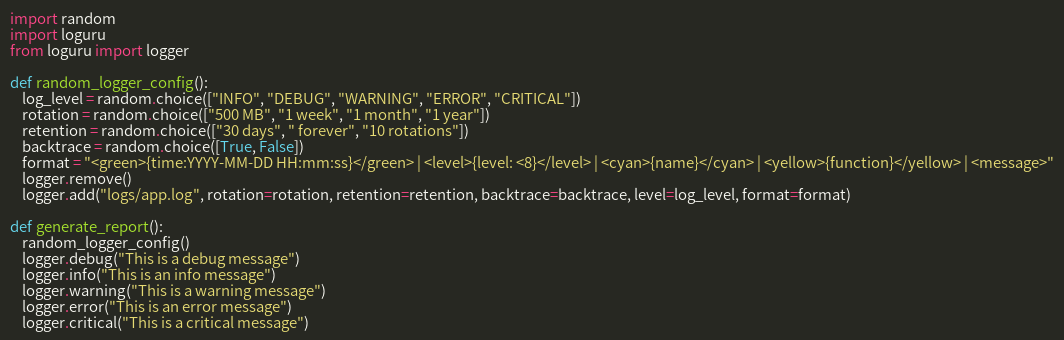 import random
import loguru
from loguru import logger

def random_logger_config():
    log_level = random.choice(["INFO", "DEBUG", "WARNING", "ERROR", "CRITICAL"])
    rotation = random.choice(["500 MB", "1 week", "1 month", "1 year"])
    retention = random.choice(["30 days", " forever", "10 rotations"])
    backtrace = random.choice([True, False])
    format = "<green>{time:YYYY-MM-DD HH:mm:ss}</green> | <level>{level: <8}</level> | <cyan>{name}</cyan> | <yellow>{function}</yellow> | <message>"
    logger.remove()
    logger.add("logs/app.log", rotation=rotation, retention=retention, backtrace=backtrace, level=log_level, format=format)

def generate_report():
    random_logger_config()
    logger.debug("This is a debug message")
    logger.info("This is an info message")
    logger.warning("This is a warning message")
    logger.error("This is an error message")
    logger.critical("This is a critical message")